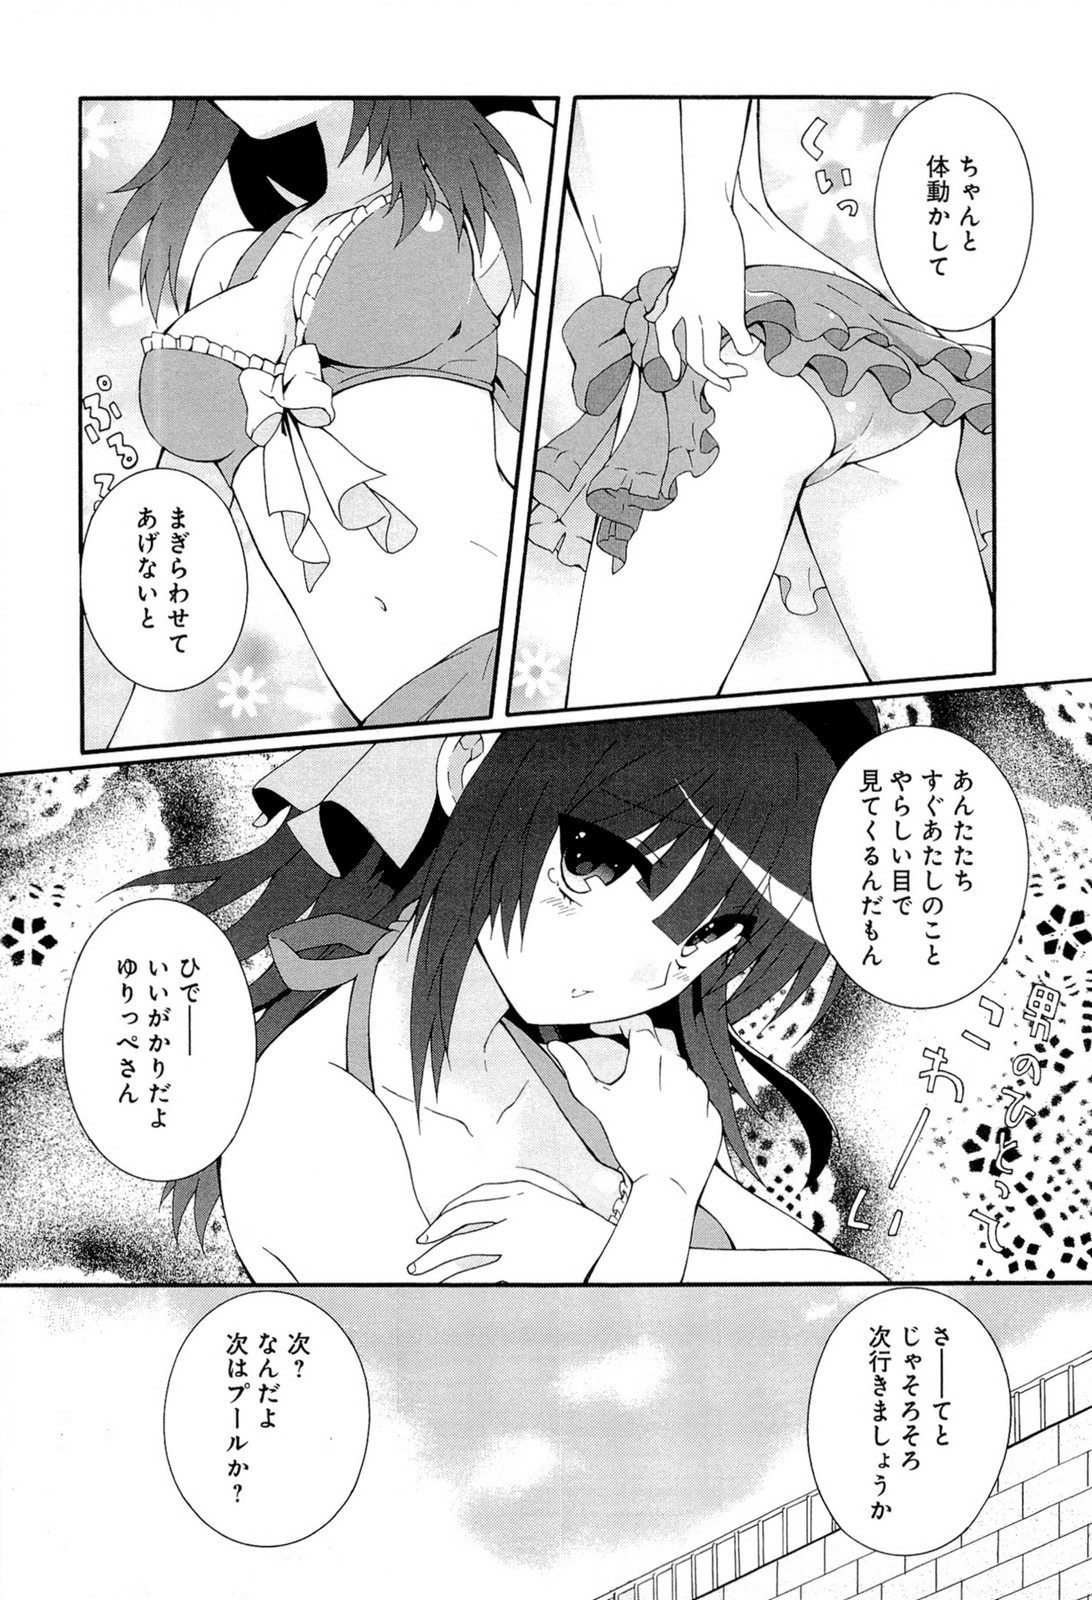 ちゃんと
体動かして
くいっ
まぎらわせて
あげないと
ぷるるる
あんたたち
すぐあたしのこと
やらしい目で
見てくるんだもん
男のひとって
こわーい
ひで――
いいがかりだよ
ゆりっぺさん
さ――てと
じゃそろそろ
次行きましょうか
次?
なんだよ
次はプールか?